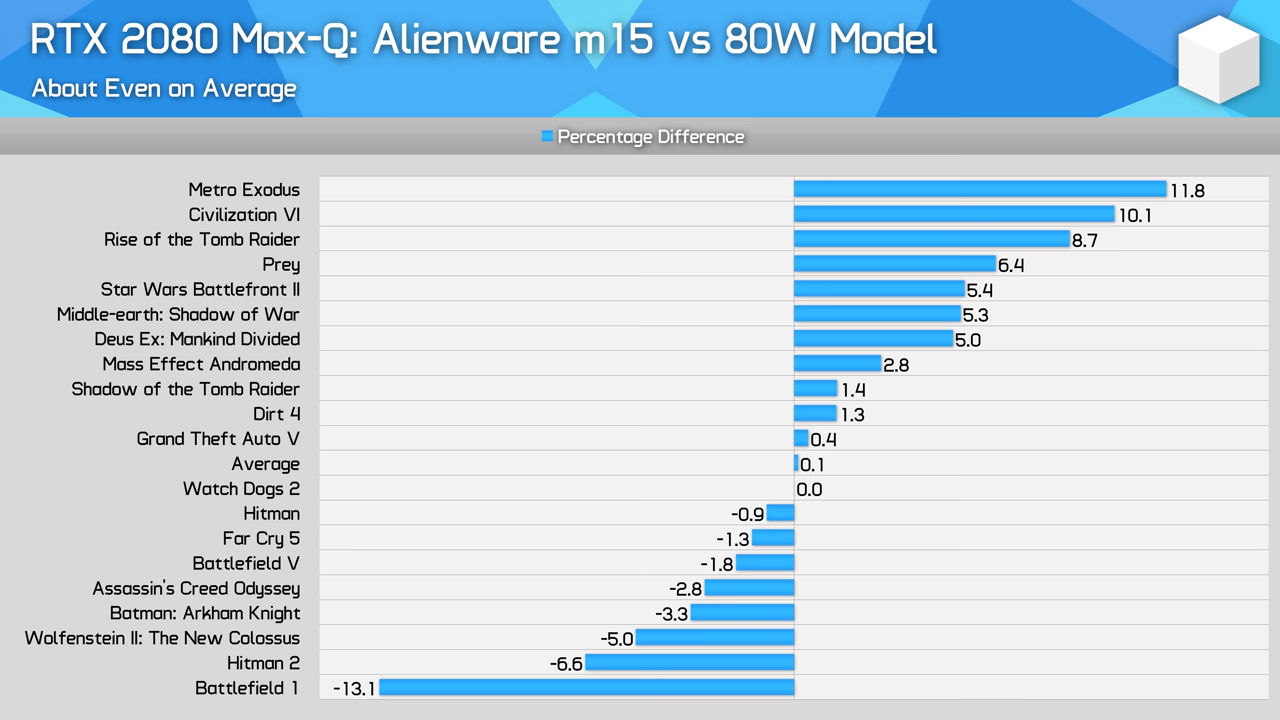 RTX 2080 Max-Q: Alienware m15 vs 80W Model
About Even on Average
Percentage Difference
Metro Exodus 11.8
Civilization VI 10.1
Rise of the Tomb Raider 8.7
Prey 6.4
Star Wars Battlefront II 5.4
Middle-earth: Shadow of War 5.3
Deus Ex: Mankind Divided 5.0
Mass Effect Andromeda 2.8
Shadow of the Tomb Raider 1.4
Dirt 4 1.3
Grand Theft Auto V 0.4
Average 0.1
Watch Dogs 2 0.0
Hitman -0.9
Far Cry 5 -1.3
Battlefield V -1.8
Assassin's Creed Odyssey -2.8
Batman: Arkham Knight -3.3
Wolfenstein II: The New Colossus -5.0
Hitman 2 -6.6
Battlefield 1 -13.1